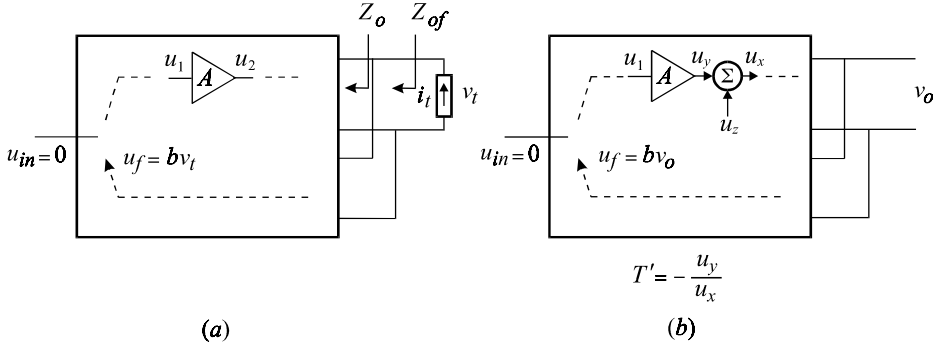 Z_o Z_of
u_1 A u_2
i_t v_t
u_in = 0
u_f = bv_t
(a)
u_1 A u_y Σ u_x
u_z
v_o
u_in = 0
u_f = bv_o
T′ = − u_y / u_x
(b)